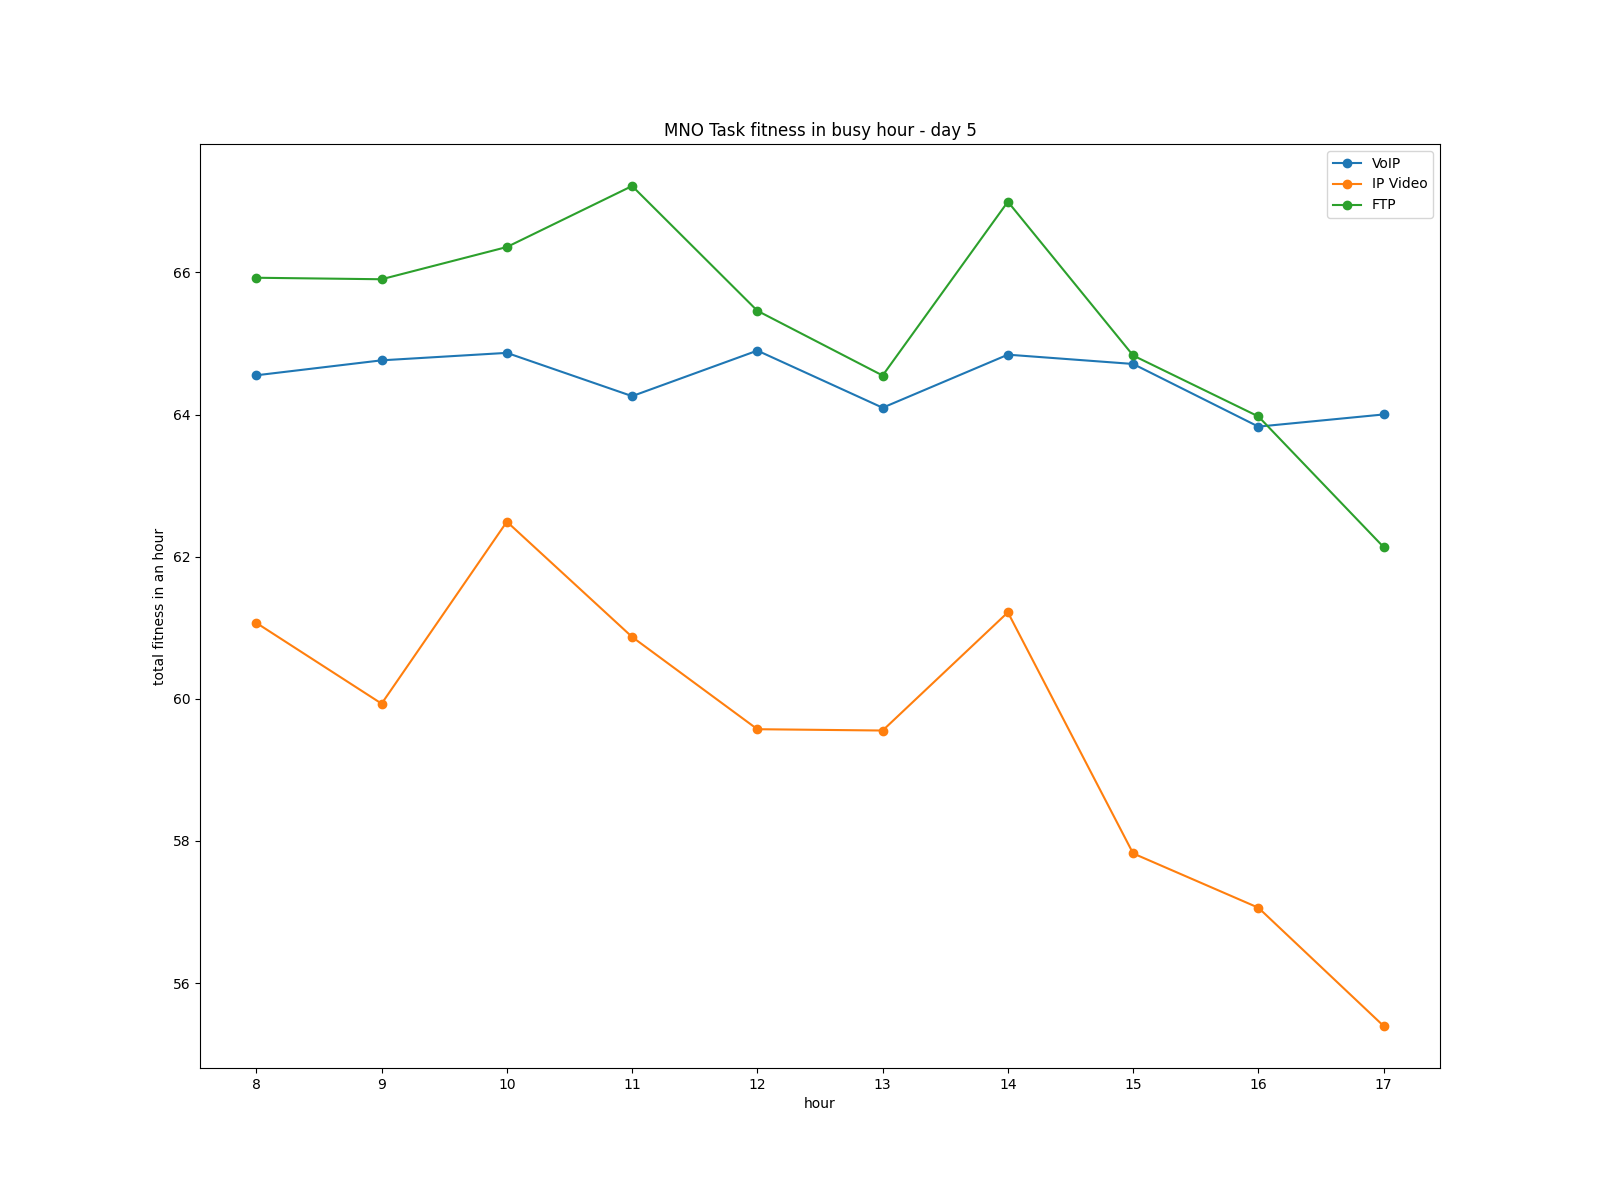 MNO Task fitness in busy hour - day 5
VoIP
IP Video
FTP
66
64
62
60
58
56
total fitness in an hour
8 9 10 11 12 13 14 15 16 17
hour